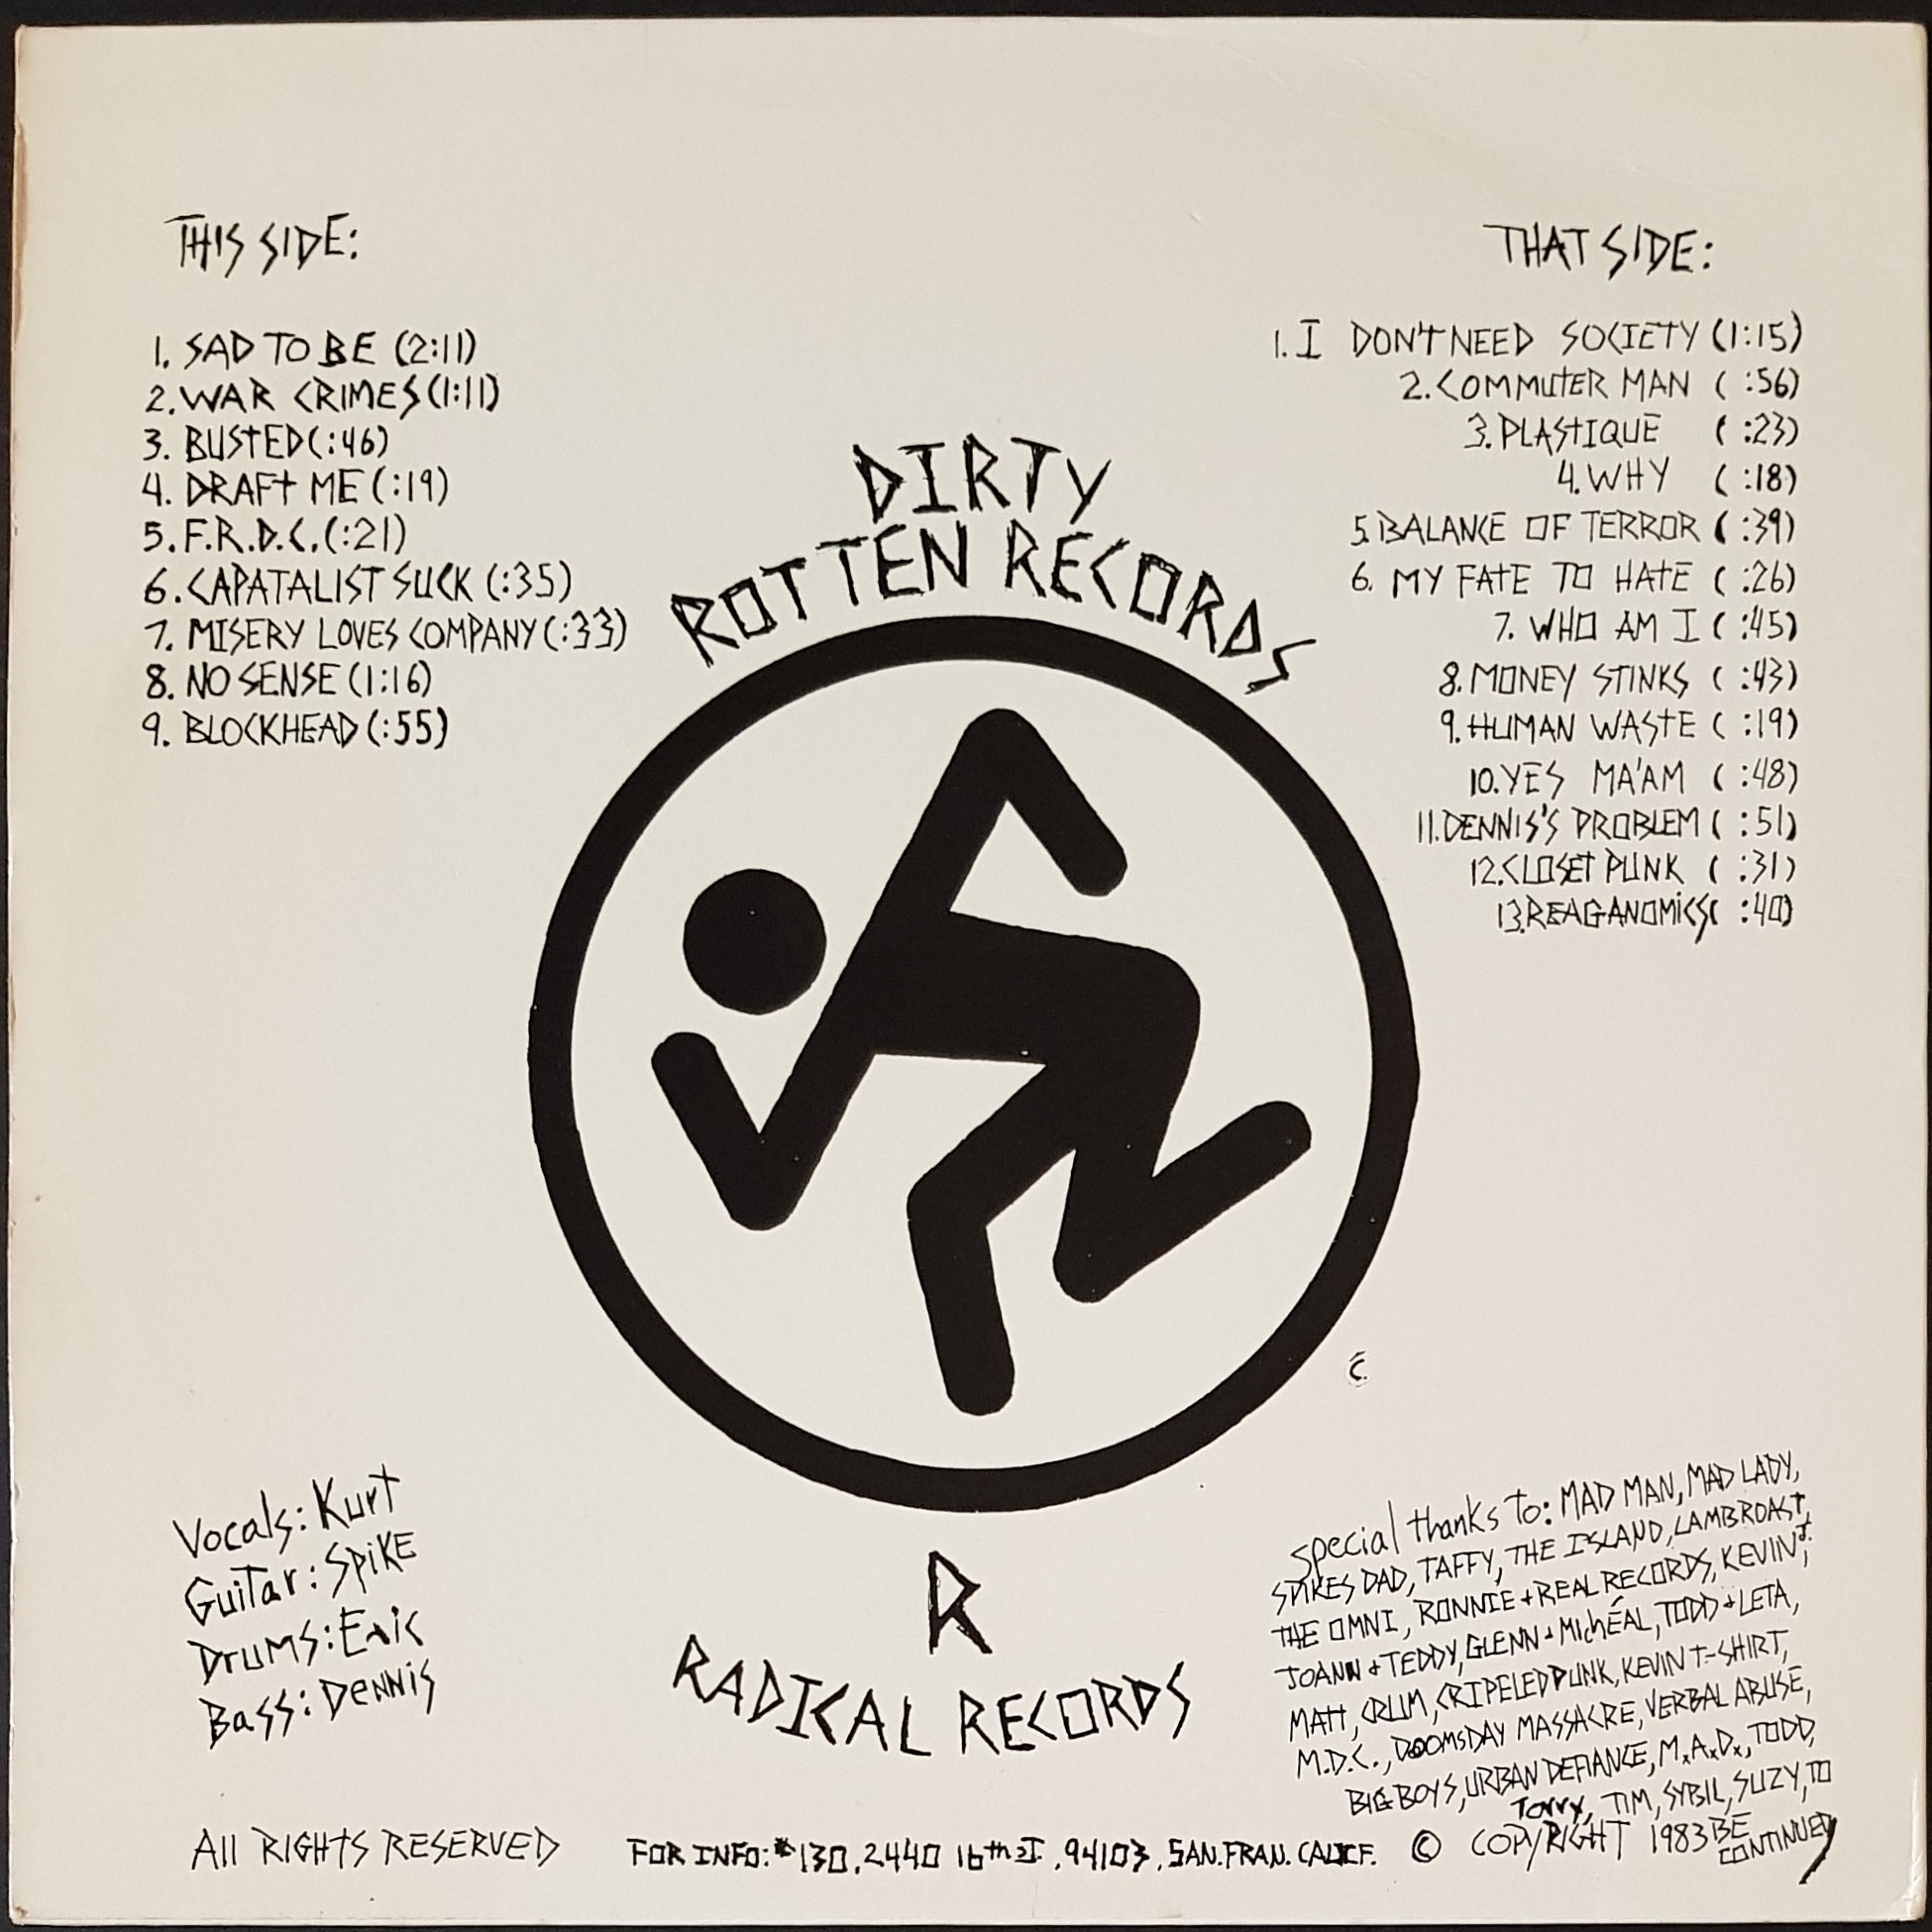 THIS SIDE:
1. SAD TO BE (2:11)
2. WAR CRIMES (1:11)
3. BUSTED (:46)
4. DRAFT ME (:19)
5. F.R.D.C. (:21)
6. CAPATALIST SUCK (:35)
7. MISERY LOVES COMPANY (:33)
8. NO SENSE (1:16)
9. BLOCKHEAD (:55)
THAT SIDE:
1. I DON'T NEED SOCIETY (1:15)
2. COMMUTER MAN ( :56)
3. PLASTIQUE ( :23)
4. WHY ( :18)
5. BALANCE OF TERROR ( :39)
6. MY FATE TO HATE ( :26)
7. WHO AM I ( :45)
8. MONEY STINKS ( :43)
9. HUMAN WASTE ( :19)
10. YES MA'AM ( :48)
11. DENNIS'S PROBLEM ( :51)
12. CLOSET PUNK ( :31)
13. REAGANOMICS ( :40)
DIRTY
ROTTEN RECORDS
R
RADICAL RECORDS
Vocals: Kurt
Guitar: Spike
Drums: Eric
Bass: Dennis
special thanks to: MAD MAN, MAD LADY,
SPIKES DAD, TAFFY, THE ISLAND, LAMBROAST,
THE OMNI, RONNIE + REAL RECORDS, KEVIN J.,
JOANN + TEDDY, GLENN + MIchÉAL, TODD + LETA,
MATT, CRUM, CRIPELED PUNK, KEVIN T-SHIRT,
M.D.C., DOOMSDAY MASSACRE, VERBAL ABUSE,
BIG BOYS, URBAN DEFIANCE, M.A.D., TODD,
Torry, TIM, SYBIL, SUZY, TO
BE
CONTINUED
All RIGHTS RESERVED
FOR INFO: #130, 2440 16th ST, 94103, SAN. FRAN. CALIF.
© COPYRIGHT 1983